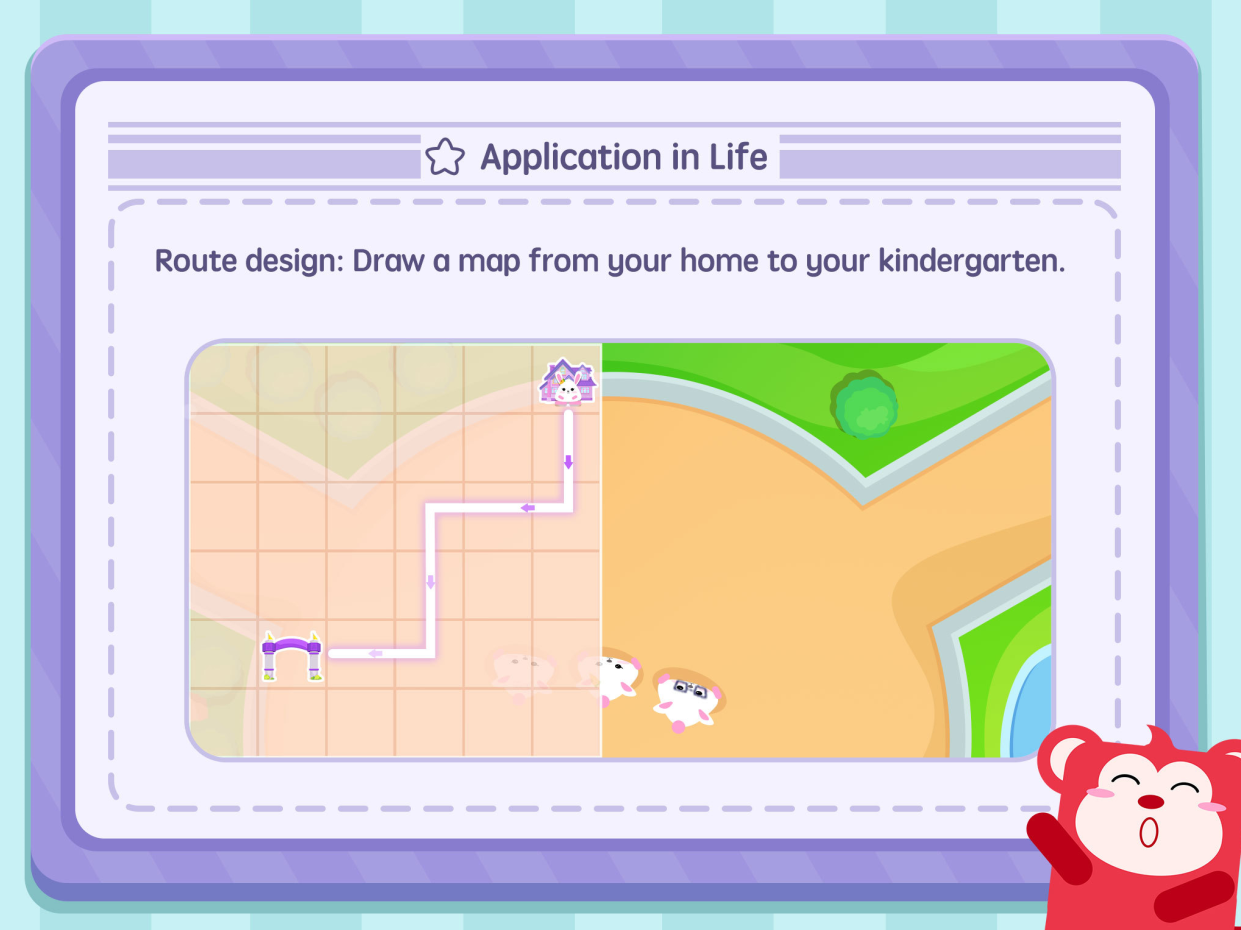 Application in Life
Route design: Draw a map from your home to your kindergarten.